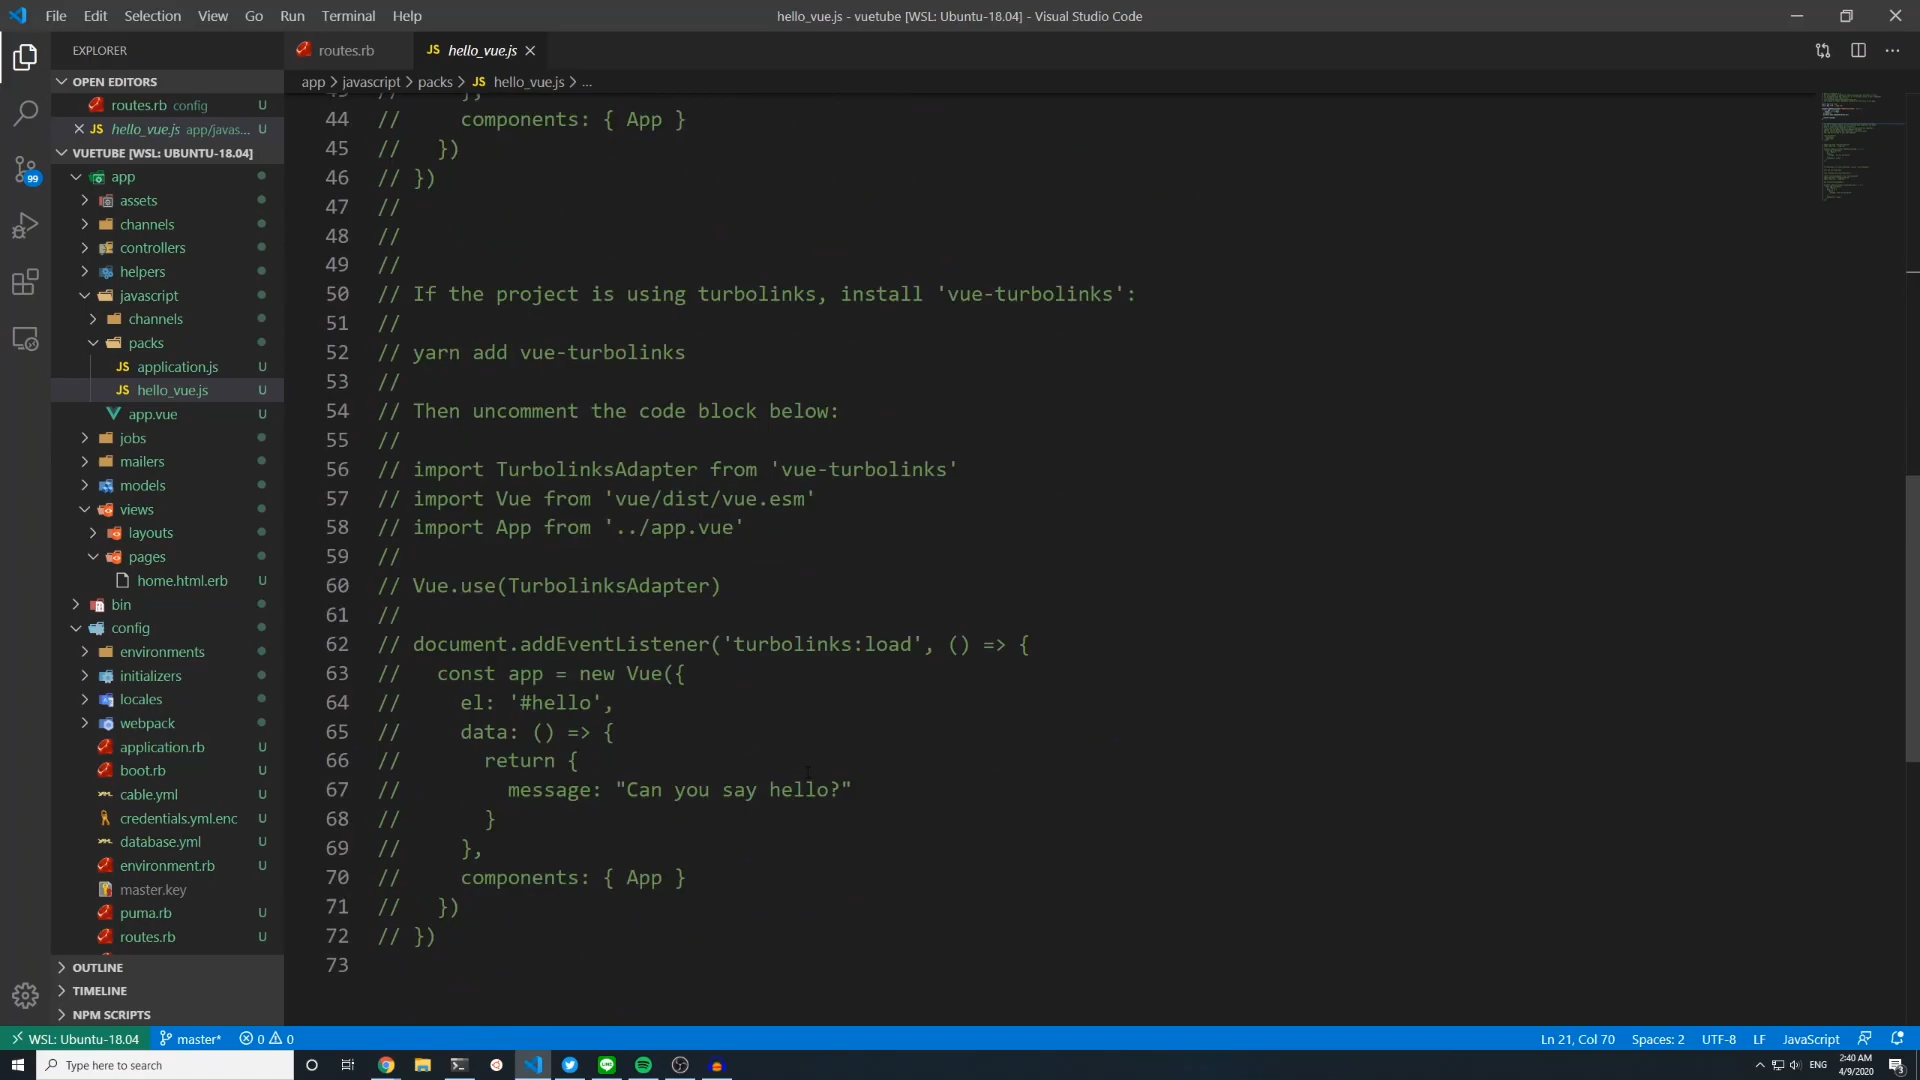 File Edit Selection View Go Run Terminal Help
hello_vue.js - vuetube [WSL: Ubuntu-18.04] - Visual Studio Code
EXPLORER
OPEN EDITORS
routes.rb config U
JS hello_vue.js app/javas... U
VUETUBE [WSL: UBUNTU-18.04]
app
assets
channels
controllers
helpers
javascript
channels
packs
JS application.js U
JS hello_vue.js U
app.vue U
jobs
mailers
models
views
layouts
pages
home.html.erb U
bin
config
environments
initializers
locales
webpack
application.rb U
boot.rb U
cable.yml U
credentials.yml.enc U
database.yml U
environment.rb U
master.key
puma.rb U
routes.rb U
OUTLINE
TIMELINE
NPM SCRIPTS
99
routes.rb
JS hello_vue.js
app > javascript > packs > JS hello_vue.js > ...
44 //     components: { App }
45 //   })
46 // })
47 //
48 //
49 //
50 // If the project is using turbolinks, install 'vue-turbolinks':
51 //
52 // yarn add vue-turbolinks
53 //
54 // Then uncomment the code block below:
55 //
56 // import TurbolinksAdapter from 'vue-turbolinks'
57 // import Vue from 'vue/dist/vue.esm'
58 // import App from '../app.vue'
59 //
60 // Vue.use(TurbolinksAdapter)
61 //
62 // document.addEventListener('turbolinks:load', () => {
63 //   const app = new Vue({
64 //     el: '#hello',
65 //     data: () => {
66 //       return {
67 //         message: "Can you say hello?"
68 //       }
69 //     },
70 //     components: { App }
71 //   })
72 // })
73
WSL: Ubuntu-18.04 master* 0 0
Ln 21, Col 70 Spaces: 2 UTF-8 LF JavaScript
Type here to search
ENG
2:40 AM
4/9/2020
3